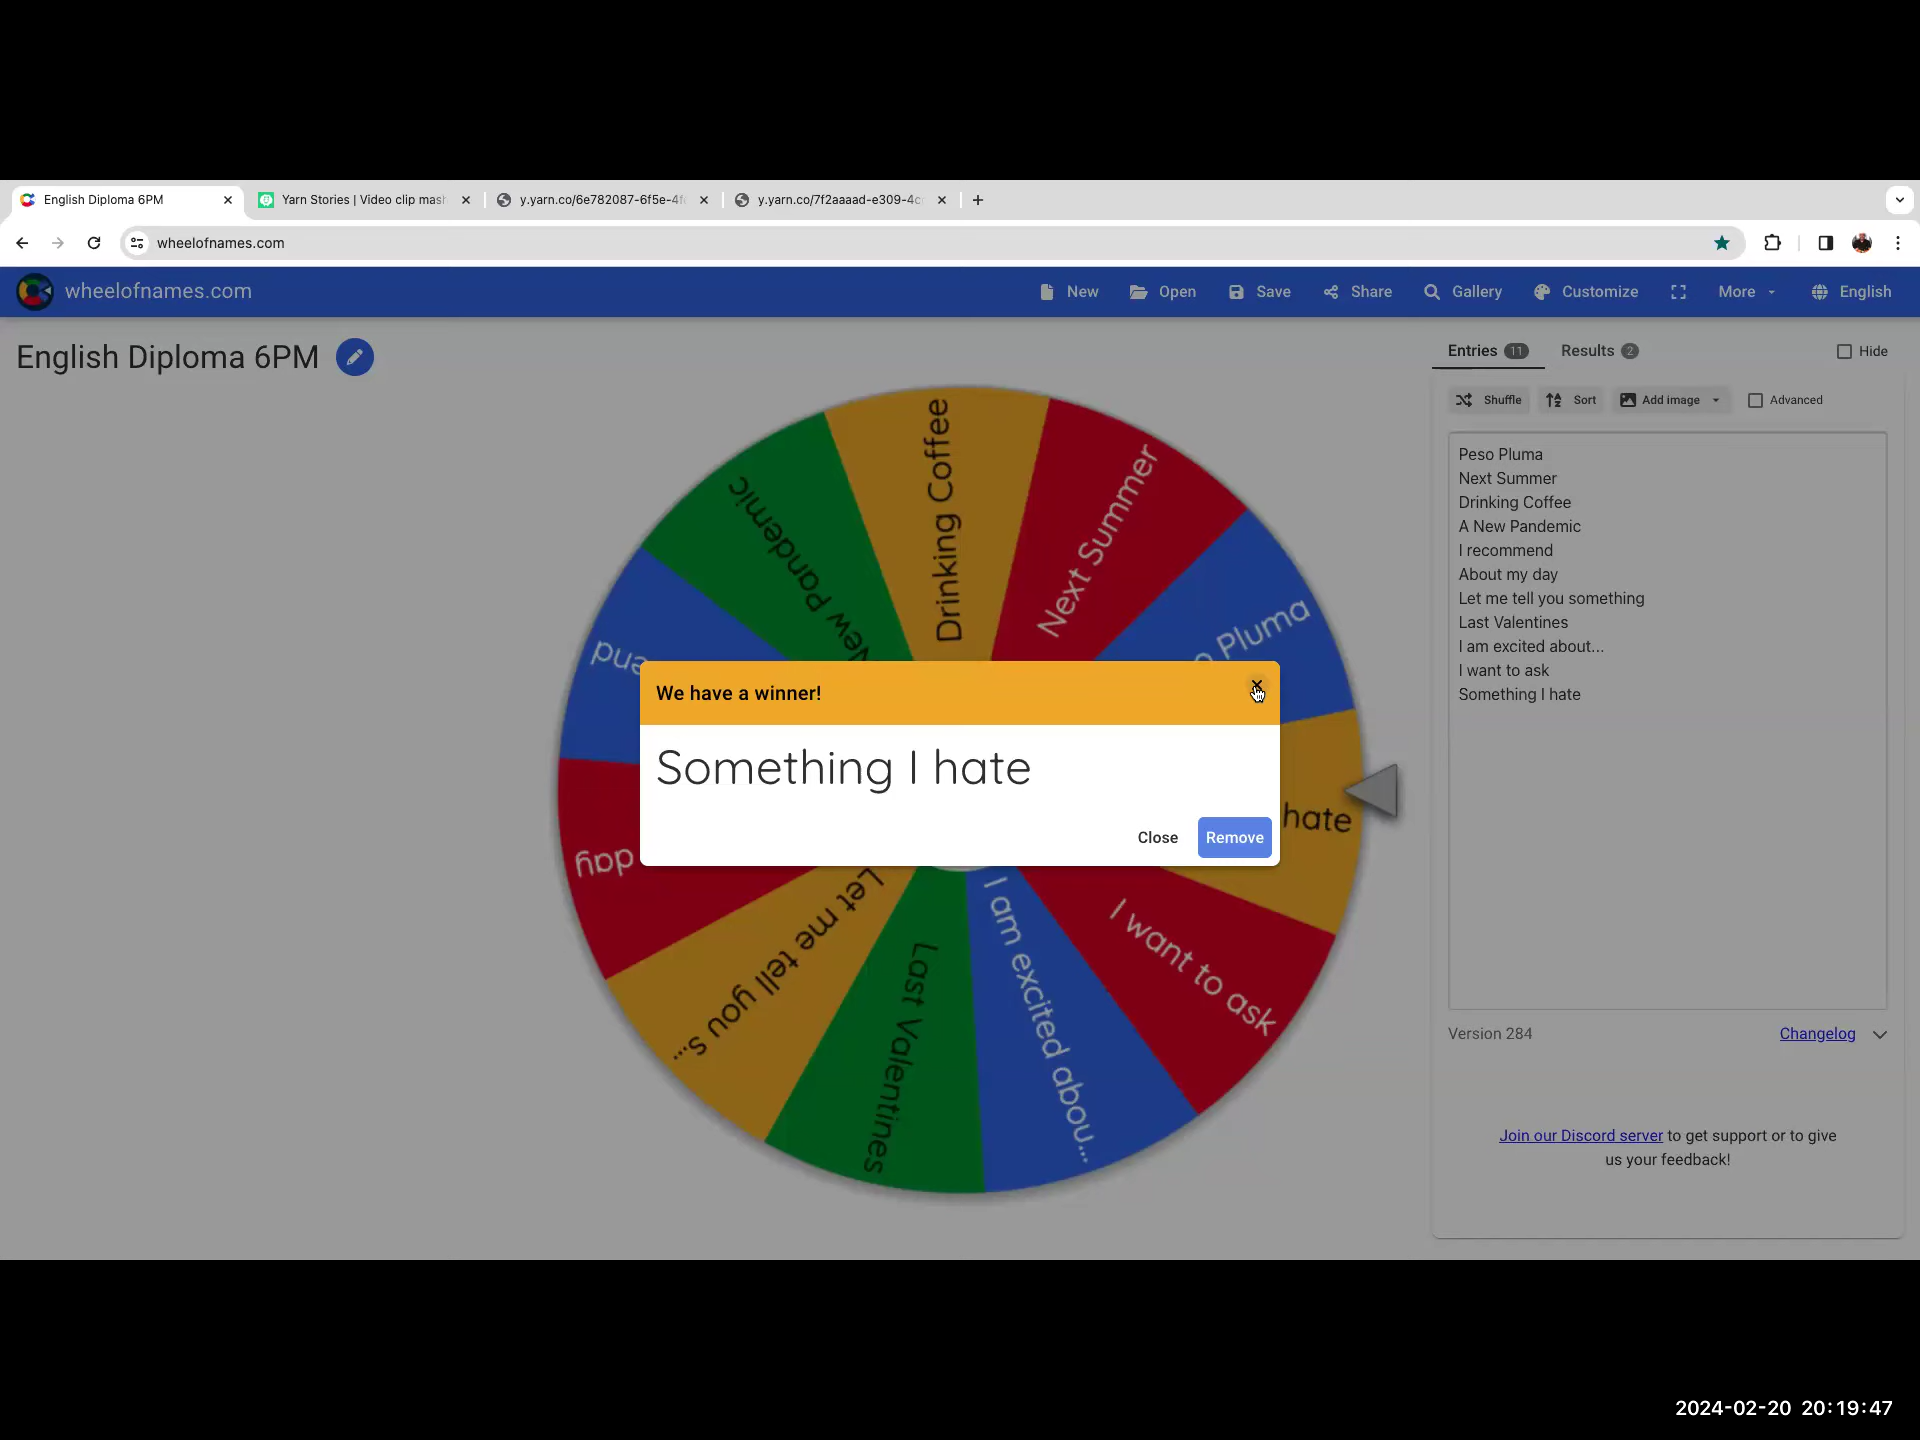 English Diploma 6PM
Yarn Stories | Video clip mash
y.yarn.co/6e782087-6f5e-4f
y.yarn.co/7f2aaaad-e309-4c
wheelofnames.com
wheelofnames.com
New
Open
Save
Share
Gallery
Customize
More
English
English Diploma 6PM
Entries 11
Results 2
Hide
Shuffle
Sort
Add image
Advanced
Peso Pluma
Next Summer
Drinking Coffee
A New Pandemic
I recommend
About my day
Let me tell you something
Last Valentines
I am excited about...
I want to ask
Something I hate
Drinking Coffee
Next Summer
Pluma
New Pandemic
hate
I want to ask
I am excited abou...
Last Valentines
Let me tell you s...
day
We have a winner!
Something I hate
Close
Remove
Version 284
Changelog
Join our Discord server to get support or to give
us your feedback!
2024-02-20 20:19:47